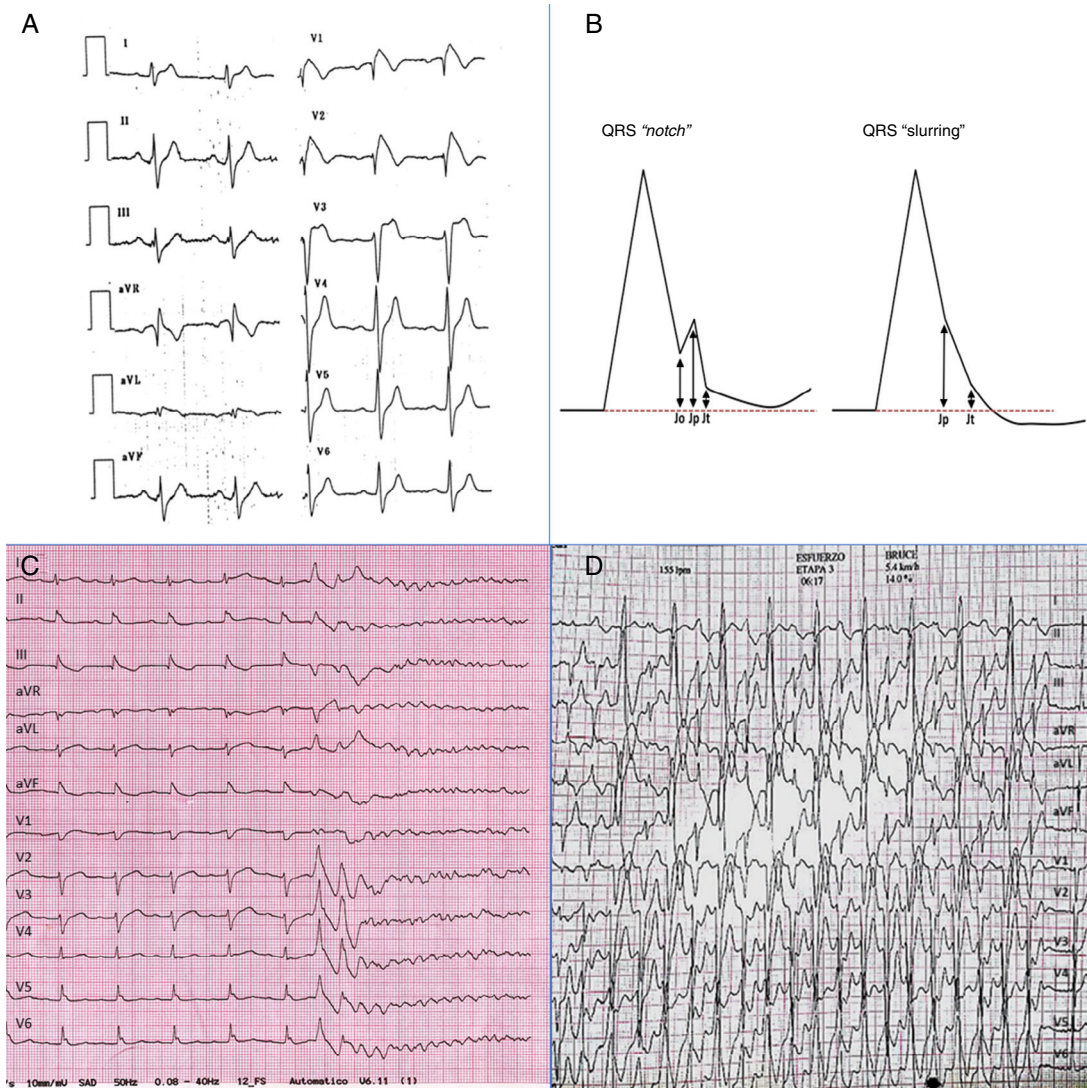 A
I
II
III
aVR
aVL
aVF
V1
V2
V3
V4
V5
V6
B
QRS "notch"
QRS "slurring"
Jo Jp Jt
Jp Jt
C
I
II
III
aVR
aVL
aVF
V1
V2
V3
V4
V5
V6
's 10mm/mV SAD 50Hz 0.08 - 40Hz 12_FS Automatico V6.11 (1)
D
155 lpm
ESFUERZO
ETAPA 3
06:17
BRUCE
5.4 km/h
14.0 %
I
II
III
aVR
aVL
aVF
V1
V2
V3
V4
V5
V6